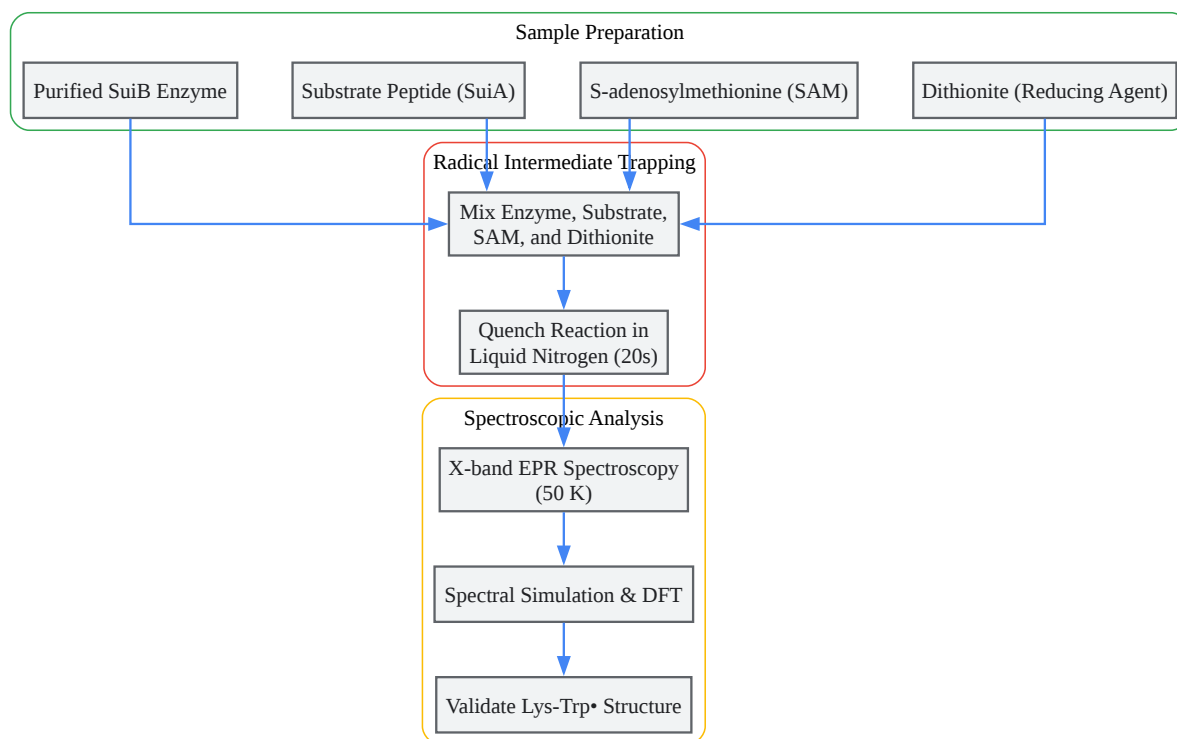 Sample Preparation
Purified SuiB Enzyme
Substrate Peptide (SuiA)
S-adenosylmethionine (SAM)
Dithionite (Reducing Agent)
Radical Intermediate Trapping
Mix Enzyme, Substrate,
SAM, and Dithionite
Quench Reaction in
Liquid Nitrogen (20s)
Spectroscopic Analysis
X-band EPR Spectroscopy
(50 K)
Spectral Simulation & DFT
Validate Lys-Trp• Structure